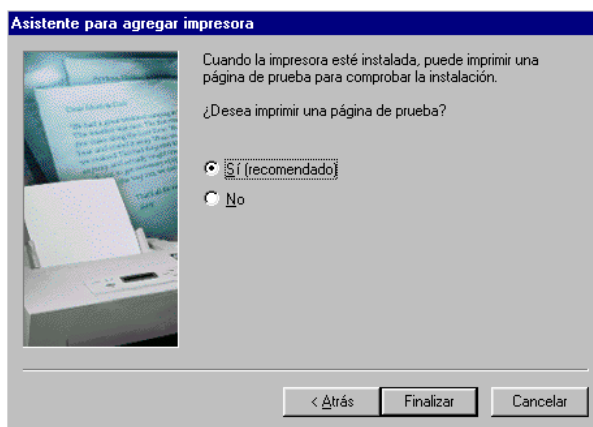 Asistente para agregar impresora
Cuando la impresora esté instalada, puede imprimir una
página de prueba para comprobar la instalación.
¿Desea imprimir una página de prueba?
Sí (recomendado)
No
< Atrás
Finalizar
Cancelar